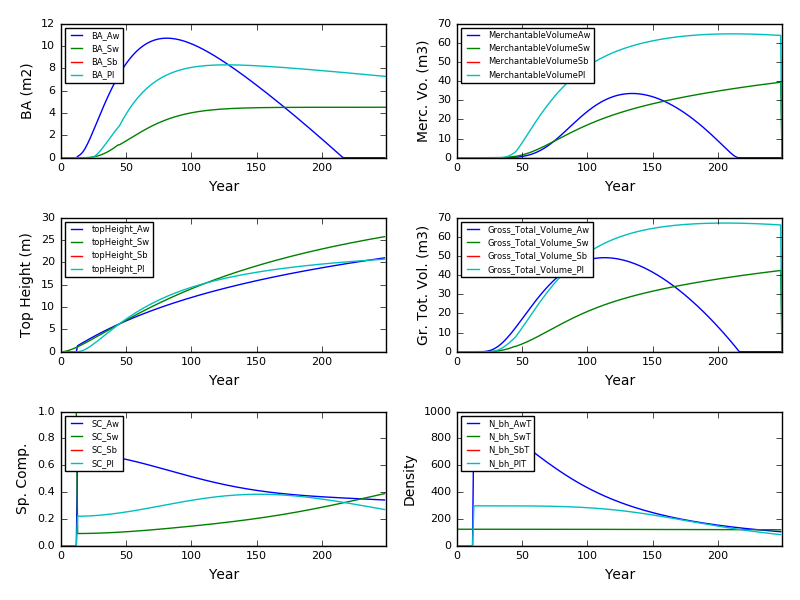 BA (m2)
12
10
8
6
4
2
0
BA_Aw
BA_Sw
BA_Sb
BA_Pl
0 50 100 150 200
Year
Merc. Vo. (m3)
70
60
50
40
30
20
10
0
MerchantableVolumeAw
MerchantableVolumeSw
MerchantableVolumeSb
MerchantableVolumePl
0 50 100 150 200
Year
Top Height (m)
30
25
20
15
10
5
0
topHeight_Aw
topHeight_Sw
topHeight_Sb
topHeight_Pl
0 50 100 150 200
Year
Gr. Tot. Vol. (m3)
70
60
50
40
30
20
10
0
Gross_Total_Volume_Aw
Gross_Total_Volume_Sw
Gross_Total_Volume_Sb
Gross_Total_Volume_Pl
0 50 100 150 200
Year
Sp. Comp.
1.0
0.8
0.6
0.4
0.2
0.0
SC_Aw
SC_Sw
SC_Sb
SC_Pl
0 50 100 150 200
Year
Density
1000
800
600
400
200
0
N_bh_AwT
N_bh_SwT
N_bh_SbT
N_bh_PlT
0 50 100 150 200
Year